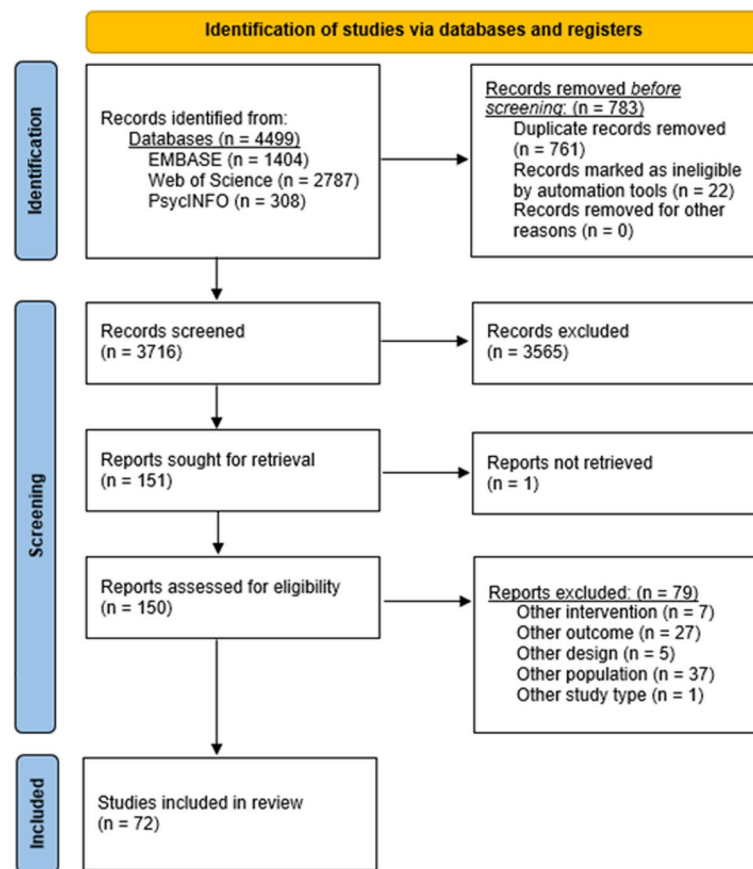 Identification of studies via databases and registers
Identification
Records identified from:
Databases (n = 4499)
EMBASE (n = 1404)
Web of Science (n = 2787)
PsycINFO (n = 308)
Records removed before
screening: (n = 783)
Duplicate records removed
(n = 761)
Records marked as ineligible
by automation tools (n = 22)
Records removed for other
reasons (n = 0)
Screening
Records screened
(n = 3716)
Records excluded
(n = 3565)
Reports sought for retrieval
(n = 151)
Reports not retrieved
(n = 1)
Reports assessed for eligibility
(n = 150)
Reports excluded: (n = 79)
Other intervention (n = 7)
Other outcome (n = 27)
Other design (n = 5)
Other population (n = 37)
Other study type (n = 1)
Included
Studies included in review
(n = 72)